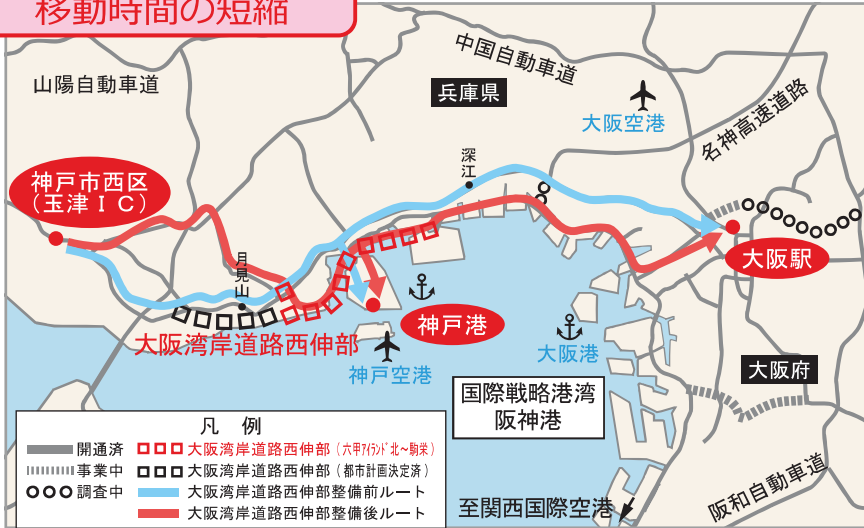 移動時間の短縮
中国自動車道
山陽自動車道
兵庫県
大阪空港
名神高速道路
深江
神戸市西区
(玉津IC)
月見山
大阪駅
神戸港
大阪湾岸道路西伸部
神戸空港
大阪港
大阪府
国際戦略港湾
阪神港
凡 例
開通済
大阪湾岸道路西伸部(六甲アイランド北~駒栄)
事業中
大阪湾岸道路西伸部(都市計画決定済)
調査中
大阪湾岸道路西伸部整備前ルート
大阪湾岸道路西伸部整備後ルート
至関西国際空港
阪和自動車道